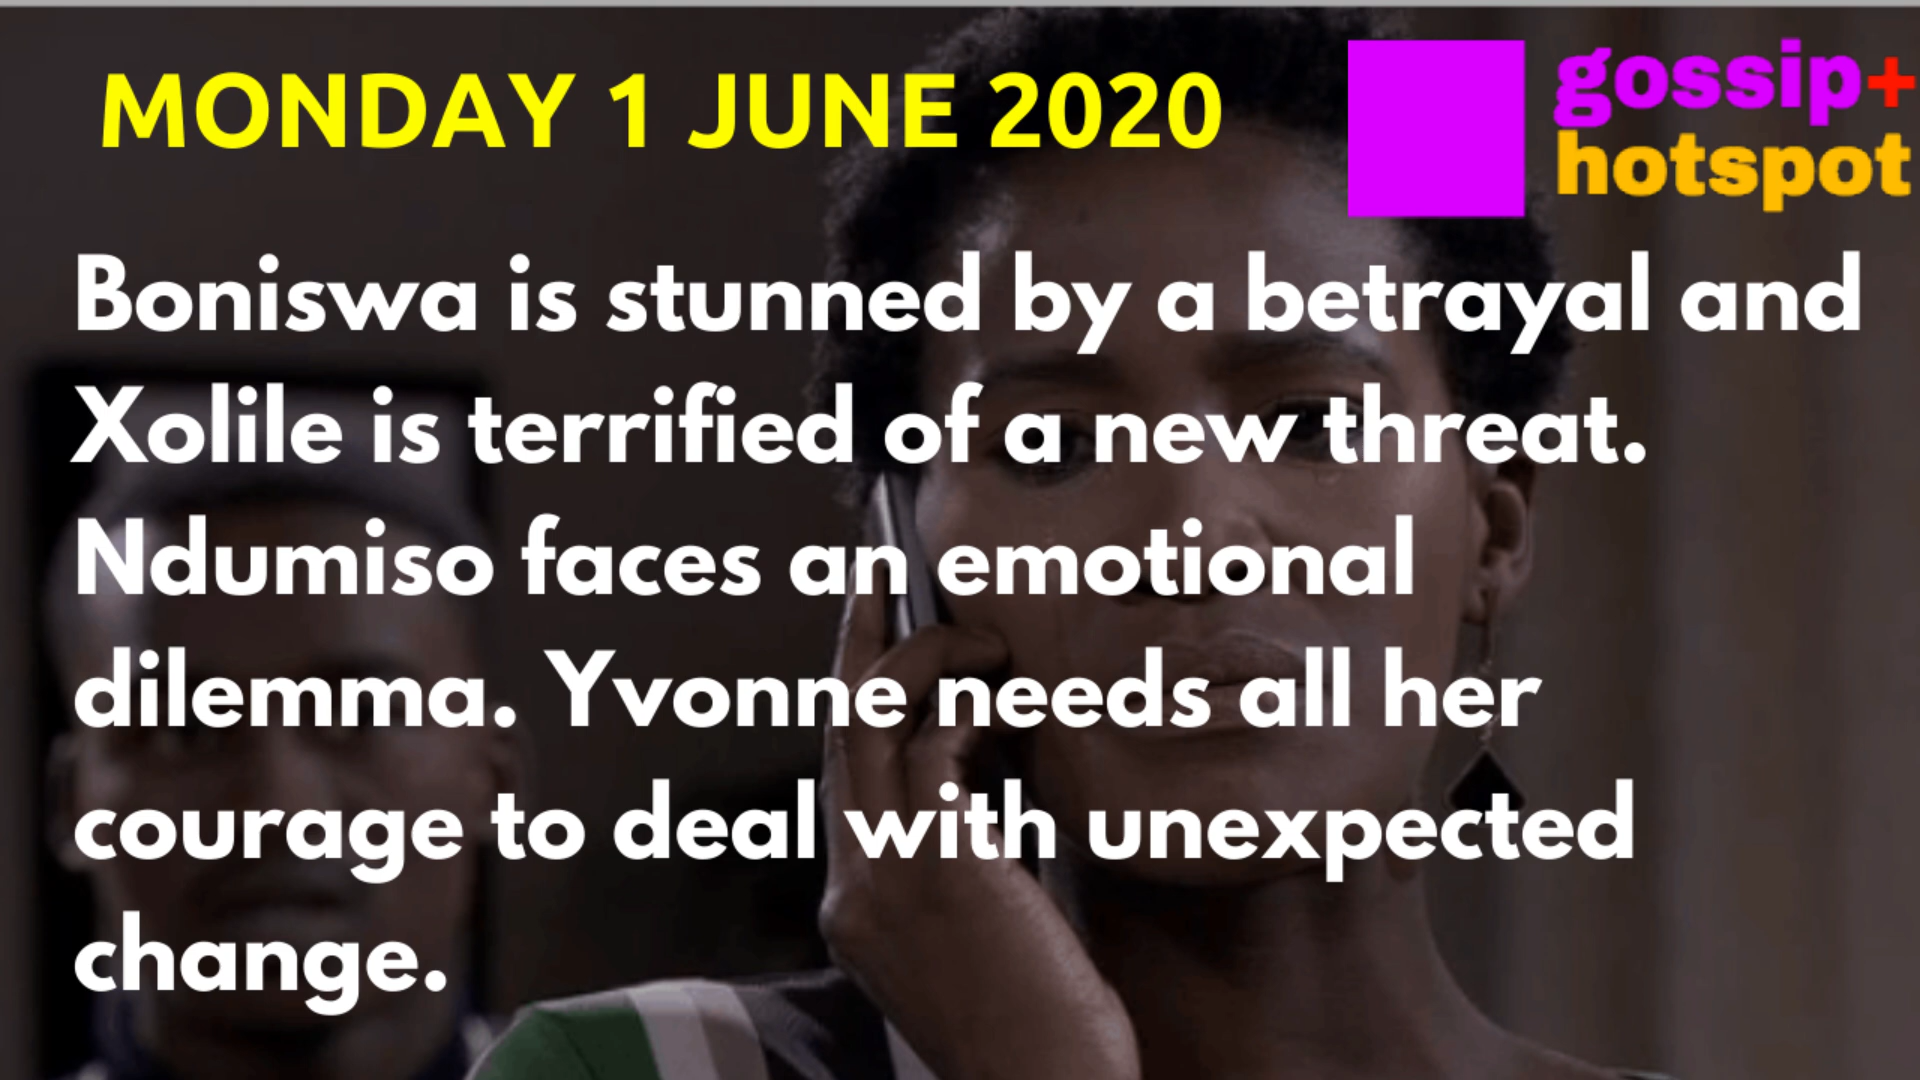 MONDAY 1 JUNE 2020
gossip+
hotspot
Boniswa is stunned by a betrayal and
Xolile is terrified of a new threat.
Ndumiso faces an emotional
dilemma. Yvonne needs all her
courage to deal with unexpected
change.